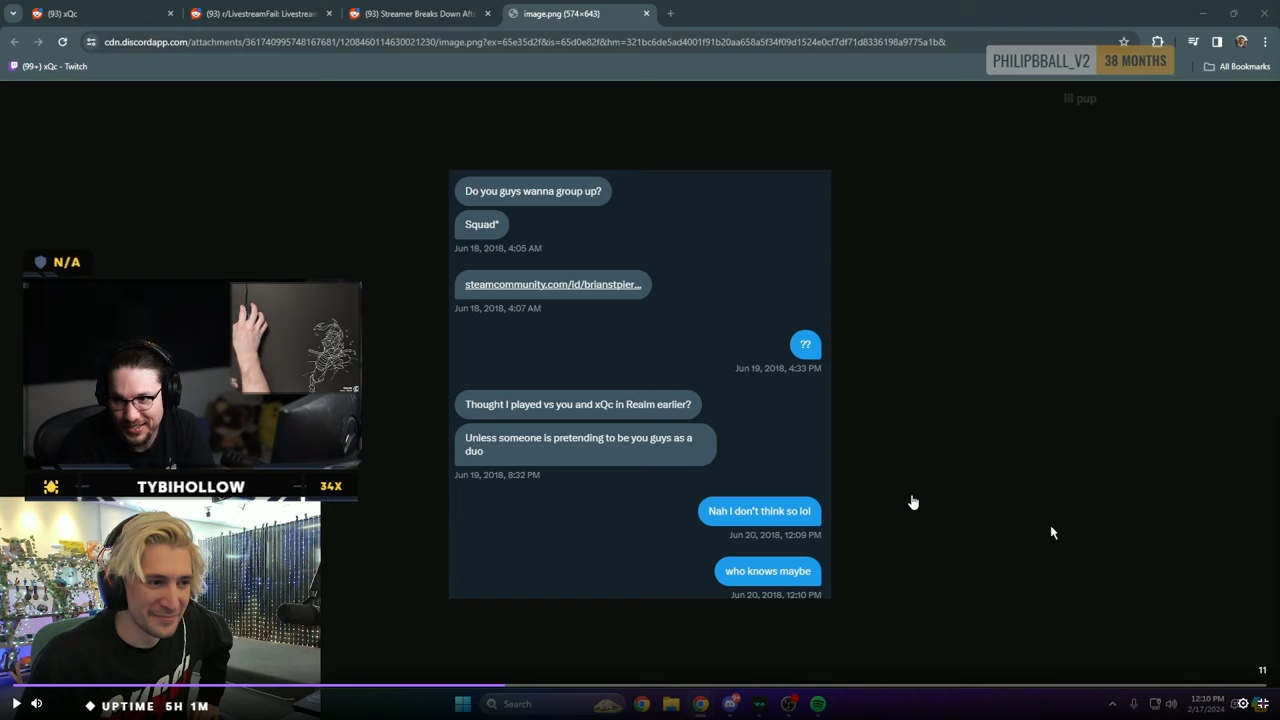 (93) xQc
(93) r/LivestreamFail: Livestream
(93) Streamer Breaks Down Afte
image.png (574×643)
cdn.discordapp.com/attachments/361740995748167681/1208460114630021230/image.png?ex=65e35d2f&is=65d0e82f&hm=321bc6de5ad4001f91b20aa658a5f34f09d1524e0cf7df71d8336198a9775a1b&
(99+) xQc - Twitch
PHILIPBBALL_V2 38 MONTHS
All Bookmarks
lil pup
Do you guys wanna group up?
Squad*
Jun 18, 2018, 4:05 AM
steamcommunity.com/id/brianstpier...
Jun 18, 2018, 4:07 AM
??
Jun 19, 2018, 4:33 PM
Thought I played vs you and xQc in Realm earlier?
Unless someone is pretending to be you guys as a
duo
Jun 19, 2018, 8:32 PM
Nah I don't think so lol
Jun 20, 2018, 12:09 PM
who knows maybe
Jun 20, 2018, 12:10 PM
N/A
TYBIHOLLOW
34X
11
UPTIME 5H 1M
Search
12:10 PM
2/17/2024